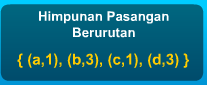 Himpunan Pasangan
Berurutan
{ (a,1), (b,3), (c,1), (d,3) }